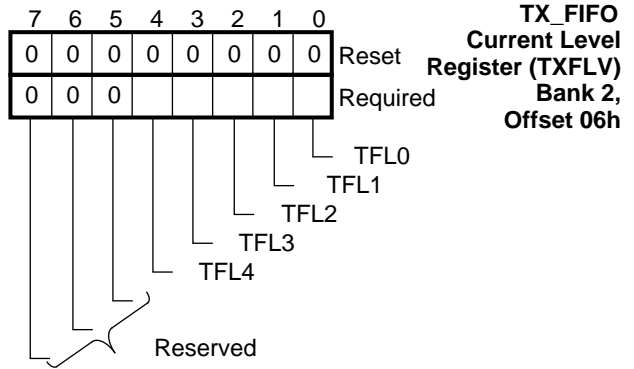 7 6 5 4 3 2 1 0
TX_FIFO
Current Level
Register (TXFLV)
Bank 2,
Offset 06h
0 0 0 0 0 0 0 0 Reset
0 0 0 Required
TFL0
TFL1
TFL2
TFL3
TFL4
Reserved